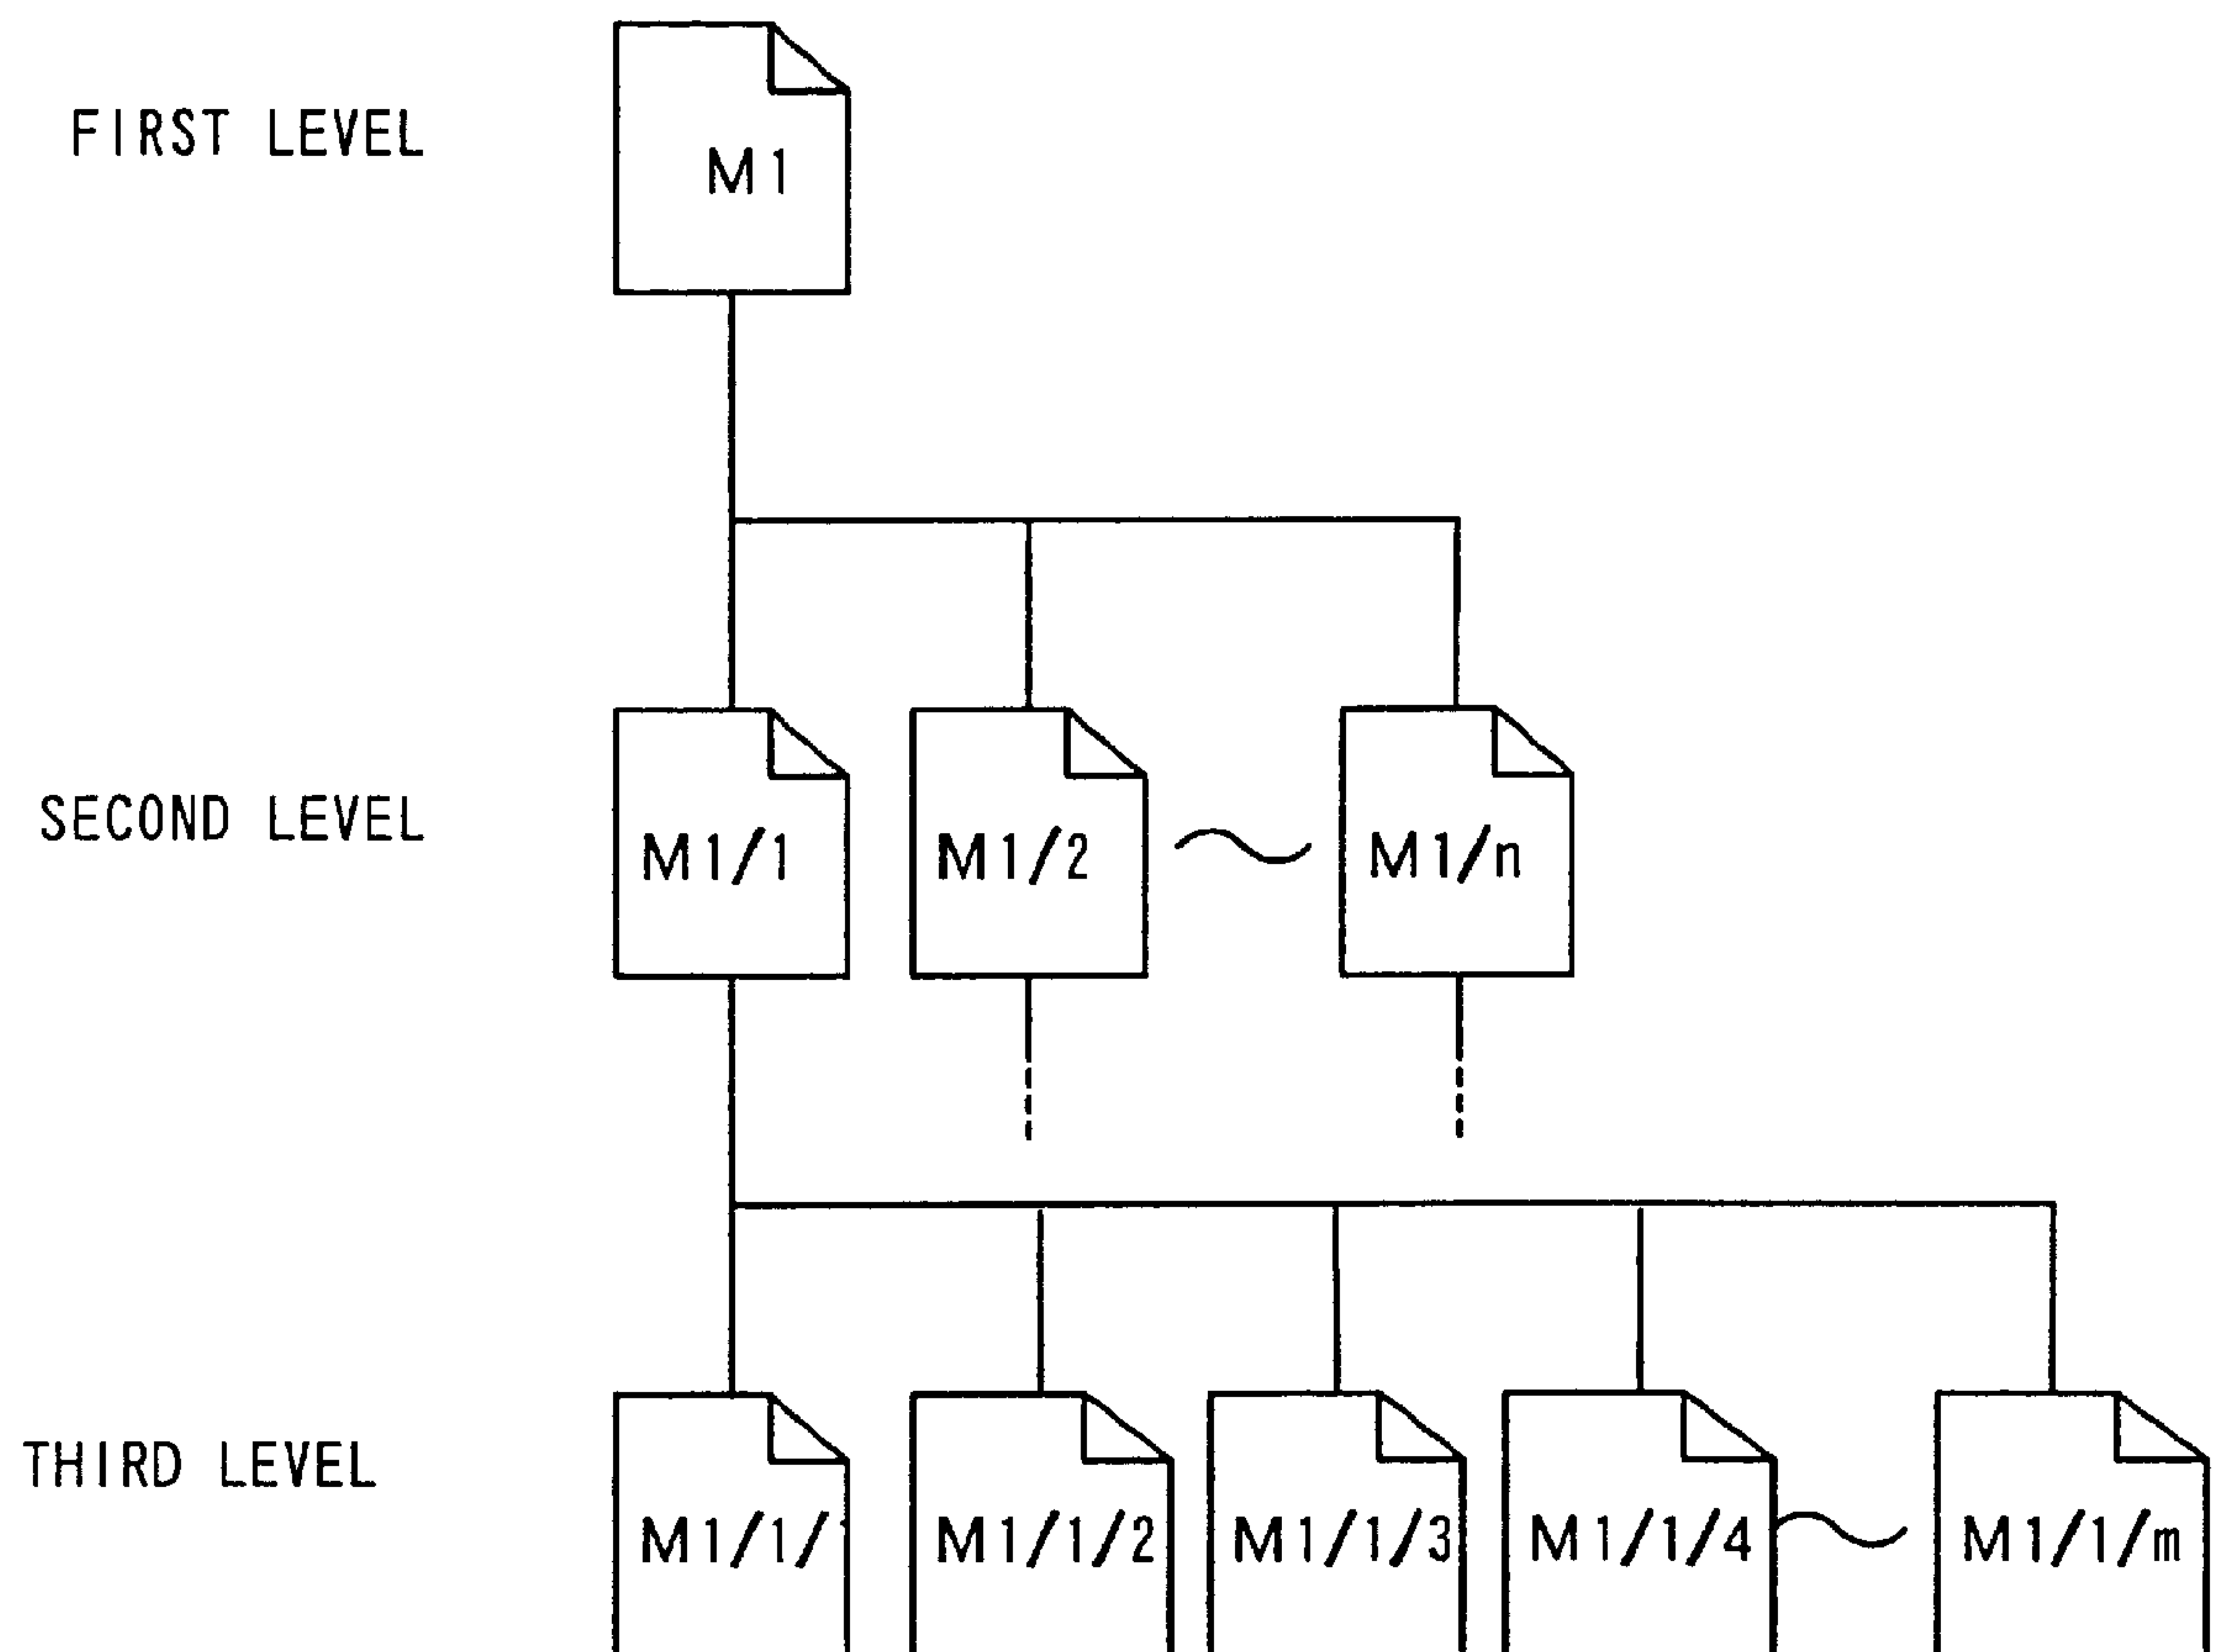 FIRST LEVEL
M1
SECOND LEVEL
M1/1
M1/2
M1/n
THIRD LEVEL
M1/1/1
M1/1/2
M1/1/3
M1/1/4
M1/1/m